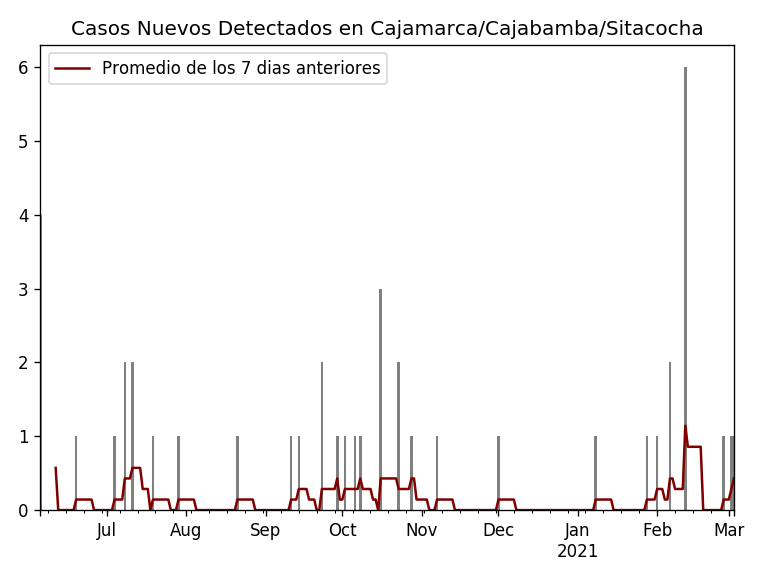 Casos Nuevos Detectados en Cajamarca/Cajabamba/Sitacocha
Promedio de los 7 dias anteriores
6
5
4
3
2
1
0
Jul Aug Sep Oct Nov Dec Jan Feb Mar
2021